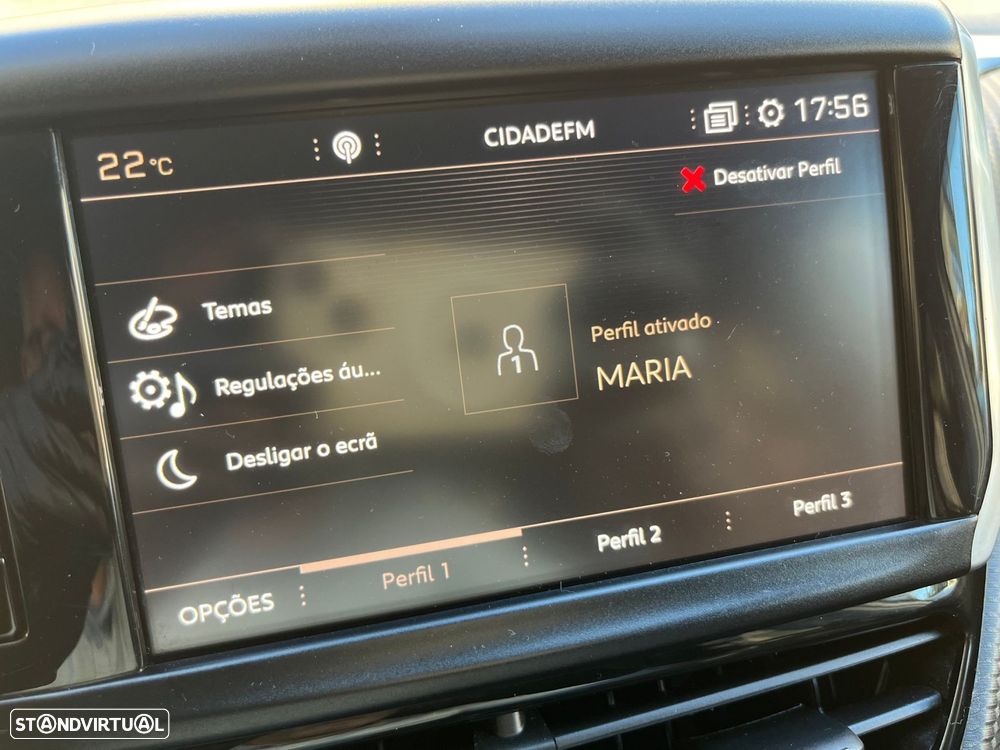 22°C
CIDADEFM
17:56
Desativar Perfil
Temas
Regulações áu...
Desligar o ecrã
1
Perfil ativado
MARIA
OPÇÕES
Perfil 1
Perfil 2
Perfil 3
STANDVIRTUAL